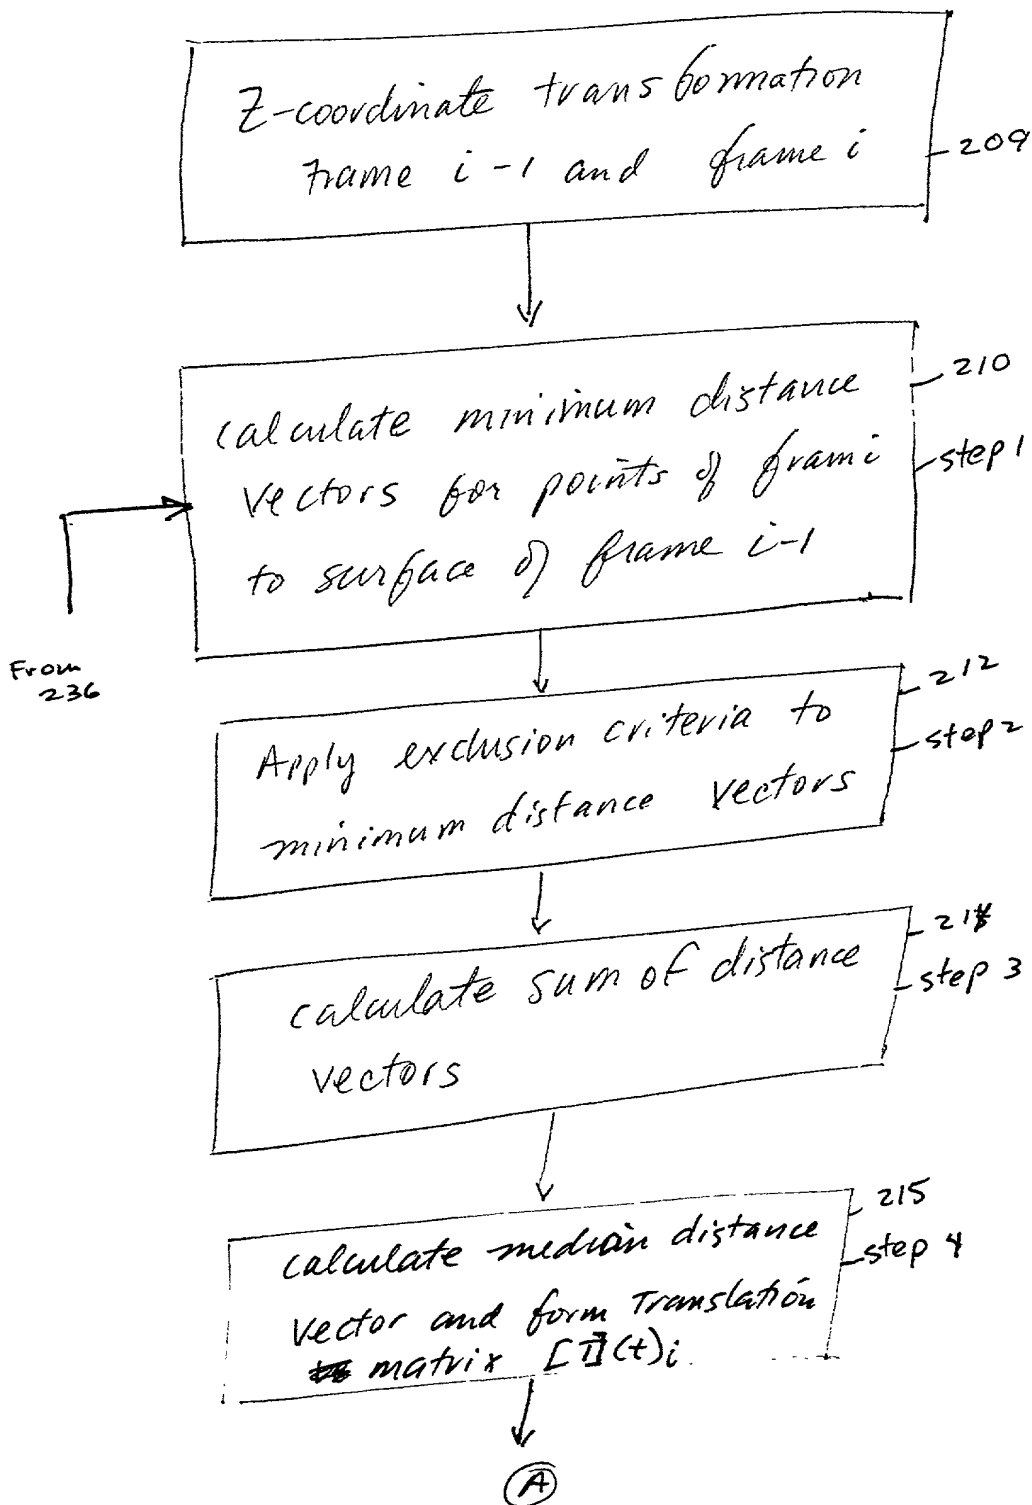 Z-coordinate transformation
frame i-1 and frame i
209
calculate minimum distance
vectors for points of frami
to surface of frame i-1
210
step 1
From
236
Apply exclusion criteria to
minimum distance vectors
212
step 2
calculate sum of distance
vectors
step 3
calculate median distance
vector and form Translation
matrix [T](t)i
215
step 4
A